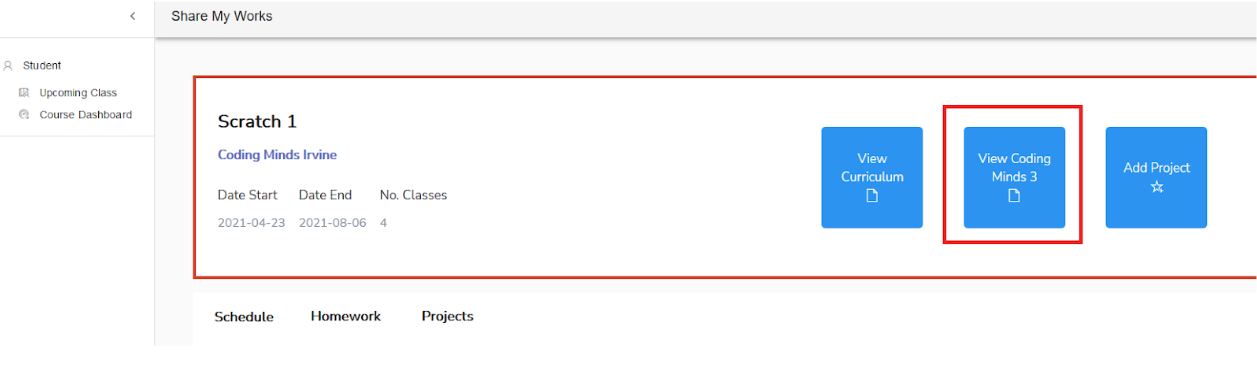 Share My Works
Student
Upcoming Class
Course Dashboard
Scratch 1
Coding Minds Irvine
Date Start Date End No. Classes
2021-04-23 2021-08-06 4
View
Curriculum
View Coding
Minds 3
Add Project
Schedule Homework Projects